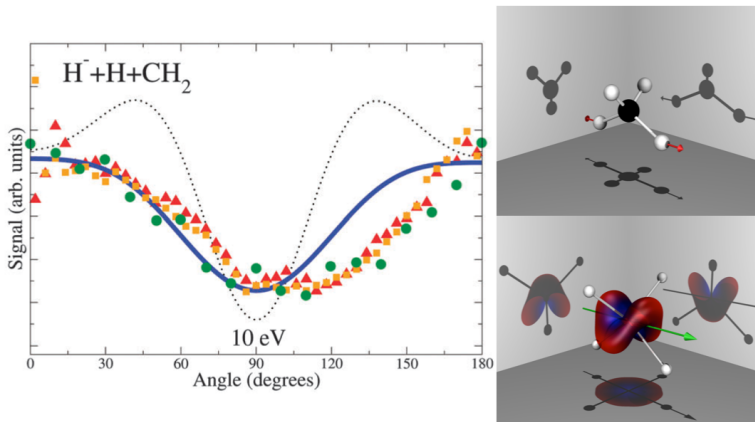 H⁻+H+CH₂
Signal (arb. units)
10 eV
0 30 60 90 120 150 180
Angle (degrees)